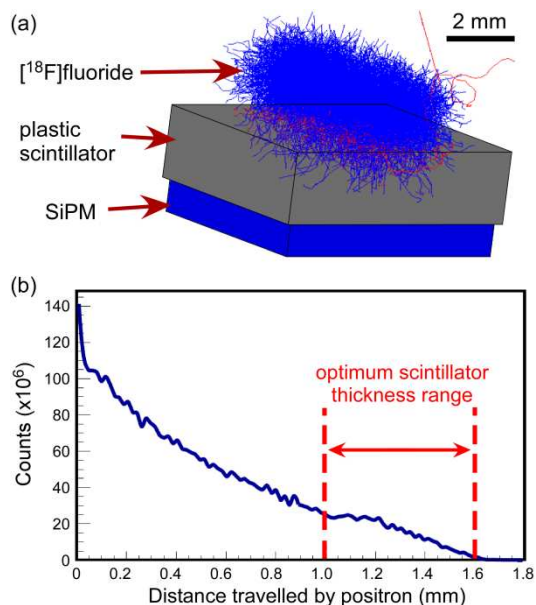 (a)
2 mm
[¹⁸F]fluoride
plastic
scintillator
SiPM
(b)
140
120
100
80
60
40
20
0
Counts (x10⁶)
optimum scintillator
thickness range
0
0.2
0.4
0.6
0.8
1.0
1.2
1.4
1.6
1.8
Distance travelled by positron (mm)